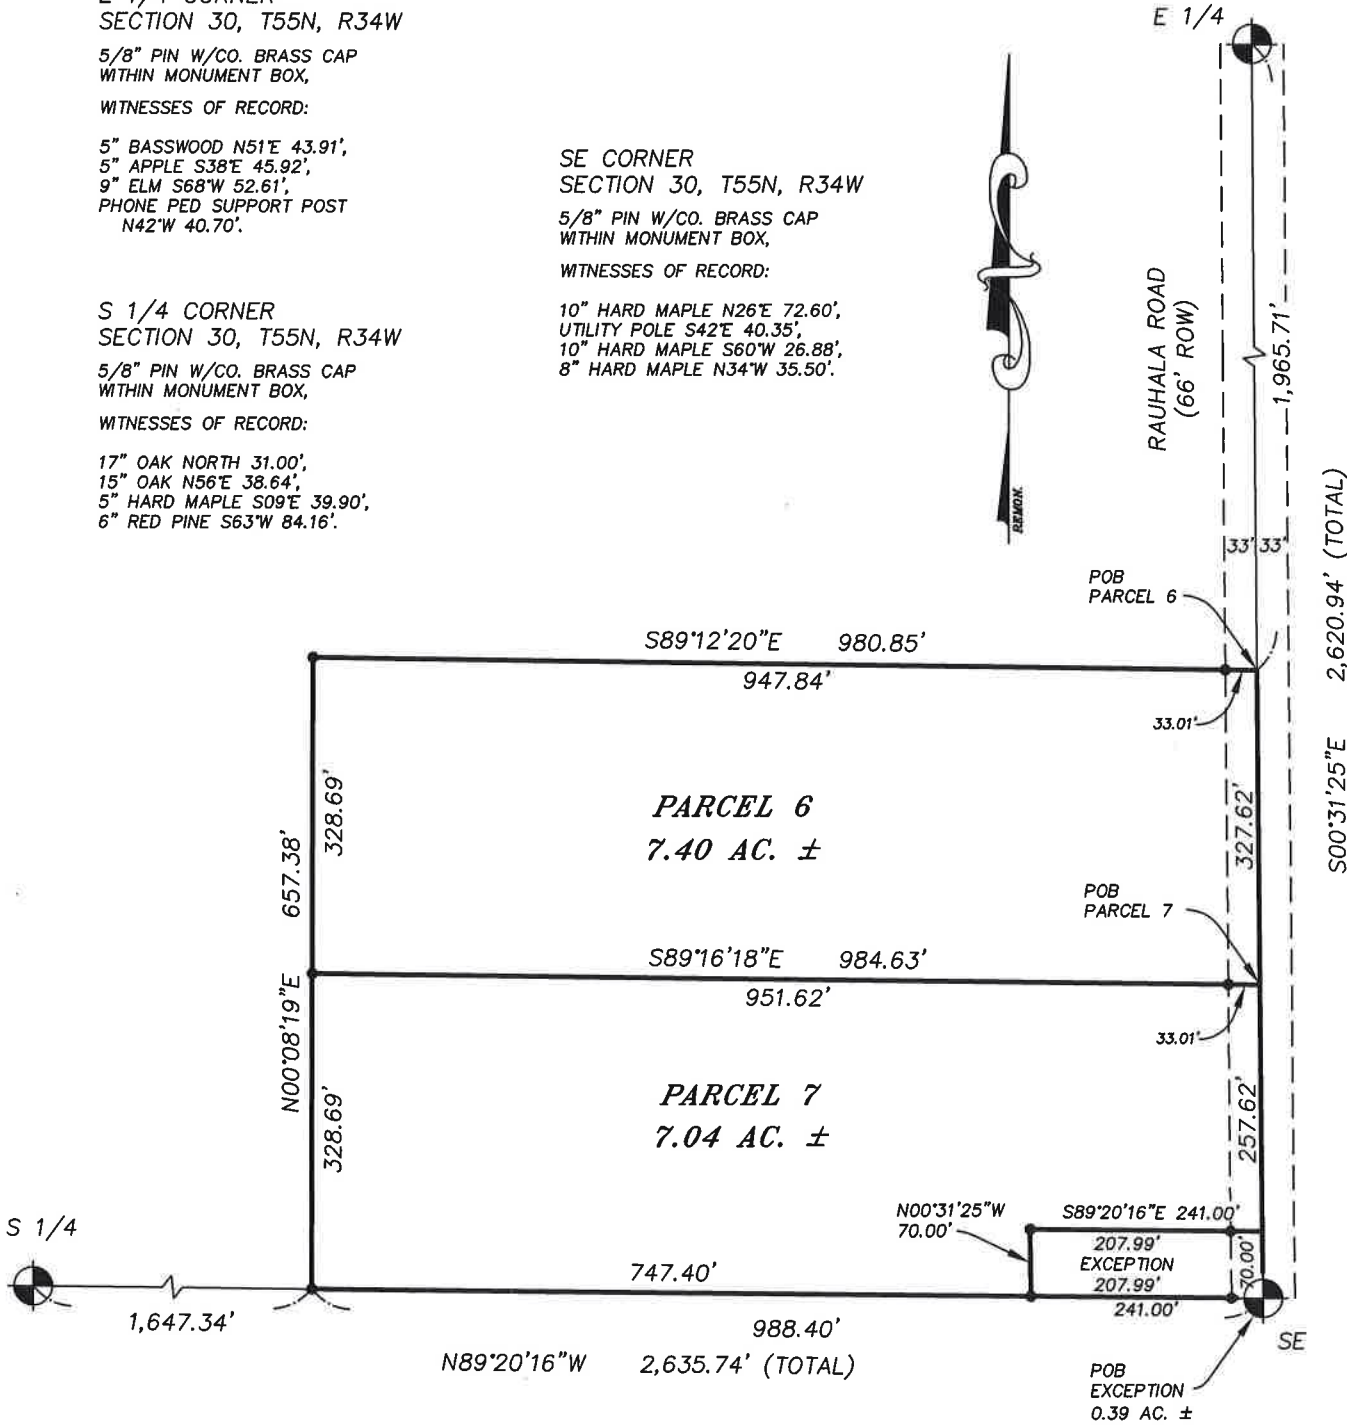 SECTION 30, T55N, R34W
5/8" PIN W/CO. BRASS CAP
WITHIN MONUMENT BOX,
WITNESSES OF RECORD:
5" BASSWOOD N51°E 43.91',
5" APPLE S38°E 45.92',
9" ELM S68°W 52.61',
PHONE PED SUPPORT POST
N42°W 40.70'.
S 1/4 CORNER
SECTION 30, T55N, R34W
5/8" PIN W/CO. BRASS CAP
WITHIN MONUMENT BOX,
WITNESSES OF RECORD:
17" OAK NORTH 31.00',
15" OAK N56°E 38.64',
5" HARD MAPLE S09°E 39.90',
6" RED PINE S63°W 84.16'.
SE CORNER
SECTION 30, T55N, R34W
5/8" PIN W/CO. BRASS CAP
WITHIN MONUMENT BOX,
WITNESSES OF RECORD:
10" HARD MAPLE N26°E 72.60',
UTILITY POLE S42°E 40.35',
10" HARD MAPLE S60°W 26.88',
8" HARD MAPLE N34°W 35.50'.
REMON.
E 1/4
RAUHALA ROAD
(66' ROW)
1,965.71'
33' 33'
S00°31'25"E 2,620.94' (TOTAL)
POB
PARCEL 6
S89°12'20"E 980.85'
947.84'
33.01'
328.69'
PARCEL 6
7.40 AC. ±
327.62'
N00°08'19"E 657.38'
POB
PARCEL 7
S89°16'18"E 984.63'
951.62'
33.01'
328.69'
PARCEL 7
7.04 AC. ±
257.62'
N00°31'25"W
70.00'
S89°20'16"E 241.00'
207.99'
EXCEPTION
207.99'
70.00'
241.00'
S 1/4
747.40'
1,647.34'
988.40'
SE
N89°20'16"W 2,635.74' (TOTAL)
POB
EXCEPTION
0.39 AC. ±